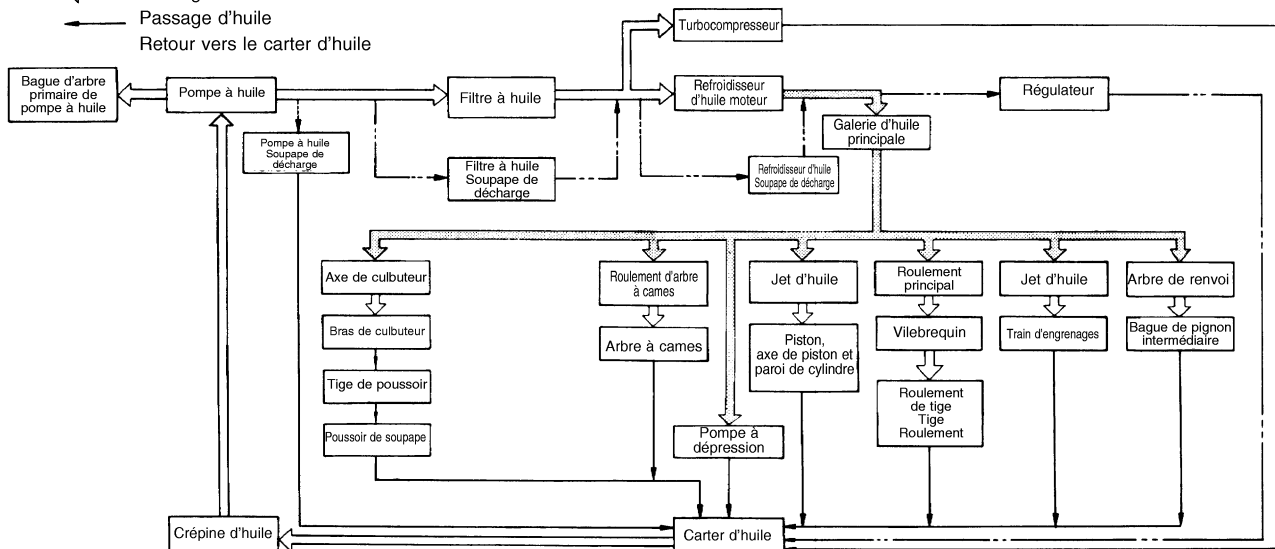 Passage d'huile
Retour vers le carter d'huile
Turbocompresseur
Bague d'arbre
primaire de
pompe à huile
Pompe à huile
Filtre à huile
Refroidisseur
d'huile moteur
Régulateur
Galerie d'huile
principale
Pompe à huile
Soupape de
décharge
Filtre à huile
Soupape de
décharge
Refroidisseur d'huile
Soupape de décharge
Axe de culbuteur
Roulement d'arbre
à cames
Jet d'huile
Roulement
principal
Jet d'huile
Arbre de renvoi
Bras de culbuteur
Arbre à cames
Piston,
axe de piston et
paroi de cylindre
Vilebrequin
Train d'engrenages
Bague de pignon
intermédiaire
Tige de poussoir
Roulement
de tige
Tige
Roulement
Poussoir de soupape
Pompe à
dépression
Crépine d'huile
Carter d'huile